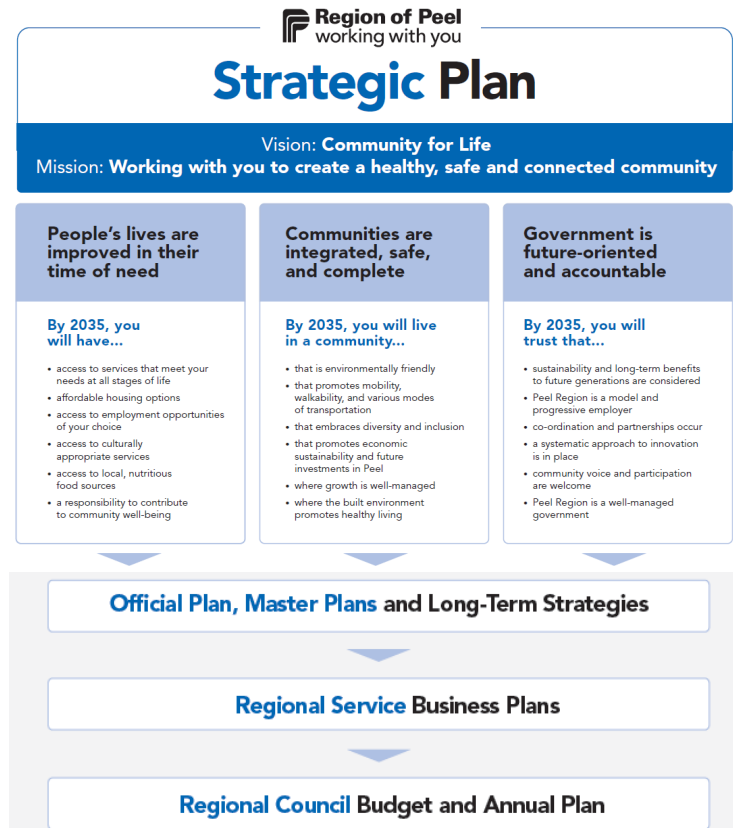 Region of Peel
working with you
Strategic Plan
Vision: Community for Life
Mission: Working with you to create a healthy, safe and connected community
People's lives are
improved in their
time of need
By 2035, you
will have...
• access to services that meet your
needs at all stages of life
• affordable housing options
• access to employment opportunities
of your choice
• access to culturally
appropriate services
• access to local, nutritious
food sources
• a responsibility to contribute
to community well-being
Communities are
integrated, safe,
and complete
By 2035, you will live
in a community...
• that is environmentally friendly
• that promotes mobility,
walkability, and various modes
of transportation
• that embraces diversity and inclusion
• that promotes economic
sustainability and future
investments in Peel
• where growth is well-managed
• where the built environment
promotes healthy living
Government is
future-oriented
and accountable
By 2035, you will
trust that...
• sustainability and long-term benefits
to future generations are considered
• Peel Region is a model and
progressive employer
• co-ordination and partnerships occur
• a systematic approach to innovation
is in place
• community voice and participation
are welcome
• Peel Region is a well-managed
government
Official Plan, Master Plans and Long-Term Strategies
Regional Service Business Plans
Regional Council Budget and Annual Plan